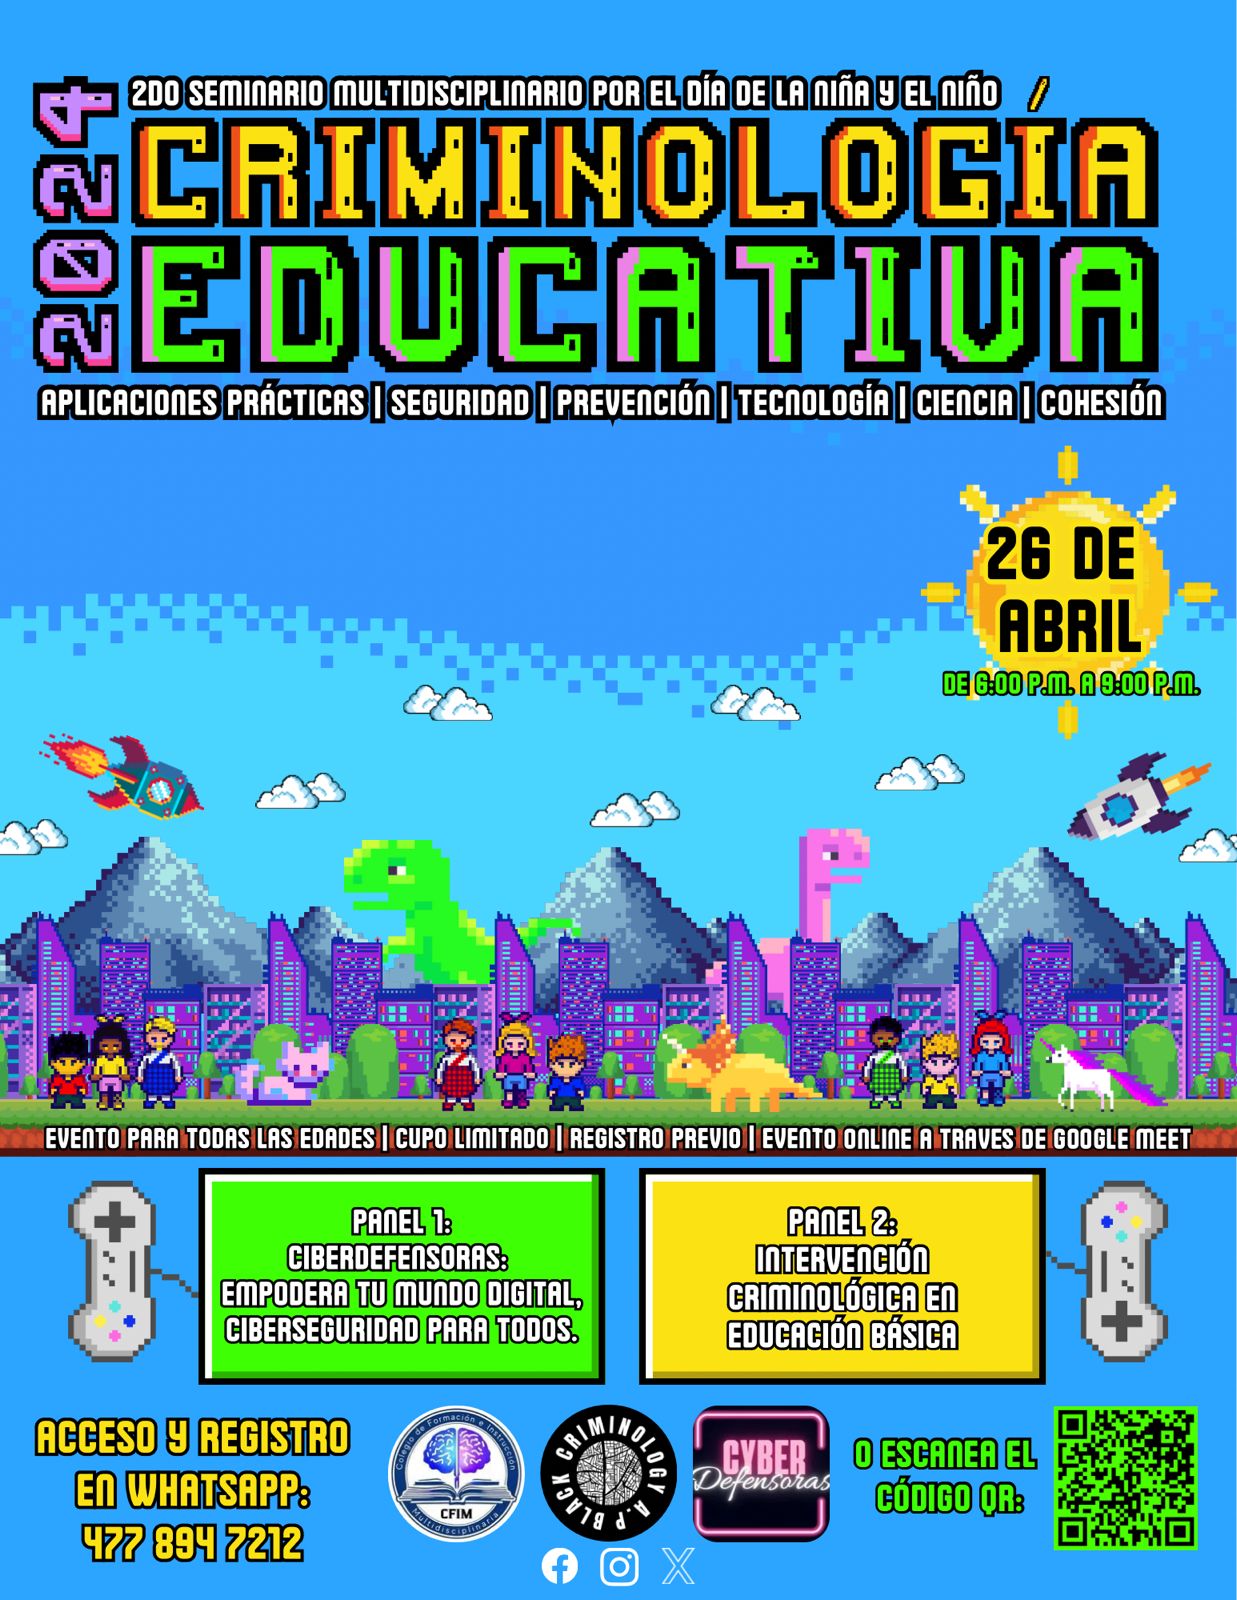 2024
2DO SEMINARIO MULTIDISCIPLINARIO POR EL DÍA DE LA NIÑA Y EL NIÑO
CRIMINOLOGÍA
EDUCATIVA
APLICACIONES PRÁCTICAS | SEGURIDAD | PREVENCIÓN | TECNOLOGÍA | CIENCIA | COHESIÓN
26 DE
ABRIL
DE 6:00 P.M. A 9:00 P.M.
EVENTO PARA TODAS LAS EDADES | CUPO LIMITADO | REGISTRO PREVIO | EVENTO ONLINE A TRAVES DE GOOGLE MEET
PANEL 1:
CIBERDEFENSORAS:
EMPODERA TU MUNDO DIGITAL,
CIBERSEGURIDAD PARA TODOS.
PANEL 2:
INTERVENCIÓN
CRIMINOLÓGICA EN
EDUCACIÓN BÁSICA
ACCESO Y REGISTRO
EN WHATSAPP:
477 894 7212
Colegio de Formación e Instrucción
CFIM
Multidisciplinaria
BLACK CRIMINOLOGY A.P
CYBER
Defensoras
O ESCANEA EL
CÓDIGO QR: